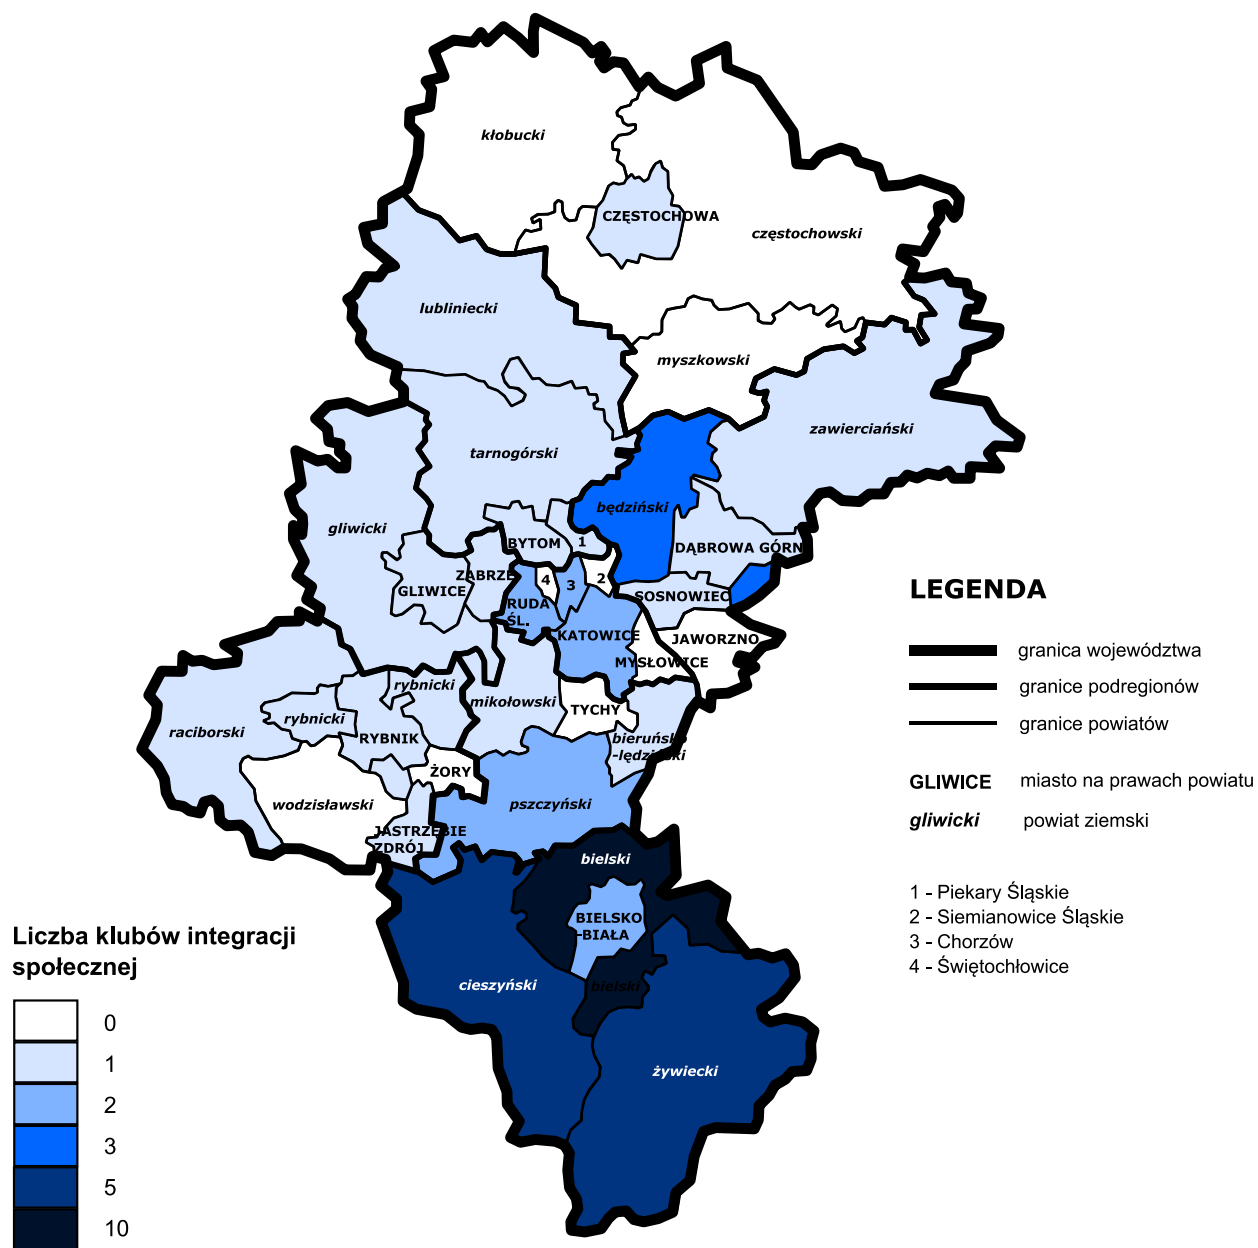 kłobucki
CZĘSTOCHOWA
częstochowski
lubliniecki
myszkowski
zawierciański
tarnogórski
będziński
gliwicki
BYTOM
1
DĄBROWA GÓRN
ZABRZE
4
3
2
GLIWICE
RUDA
ŚL.
SOSNOWIEC
KATOWICE
JAWORZNO
MYSŁOWICE
rybnicki
mikołowski
TYCHY
rybnicki
raciborski
RYBNIK
bieruńsko
-lędziński
ŻORY
wodzisławski
pszczyński
JASTRZĘBIE
ZDRÓJ
bielski
BIELSKO
-BIAŁA
cieszyński
bielski
żywiecki
LEGENDA
granica województwa
granice podregionów
granice powiatów
GLIWICE miasto na prawach powiatu
gliwicki powiat ziemski
1 - Piekary Śląskie
2 - Siemianowice Śląskie
3 - Chorzów
4 - Świętochłowice
Liczba klubów integracji
społecznej
0
1
2
3
5
10